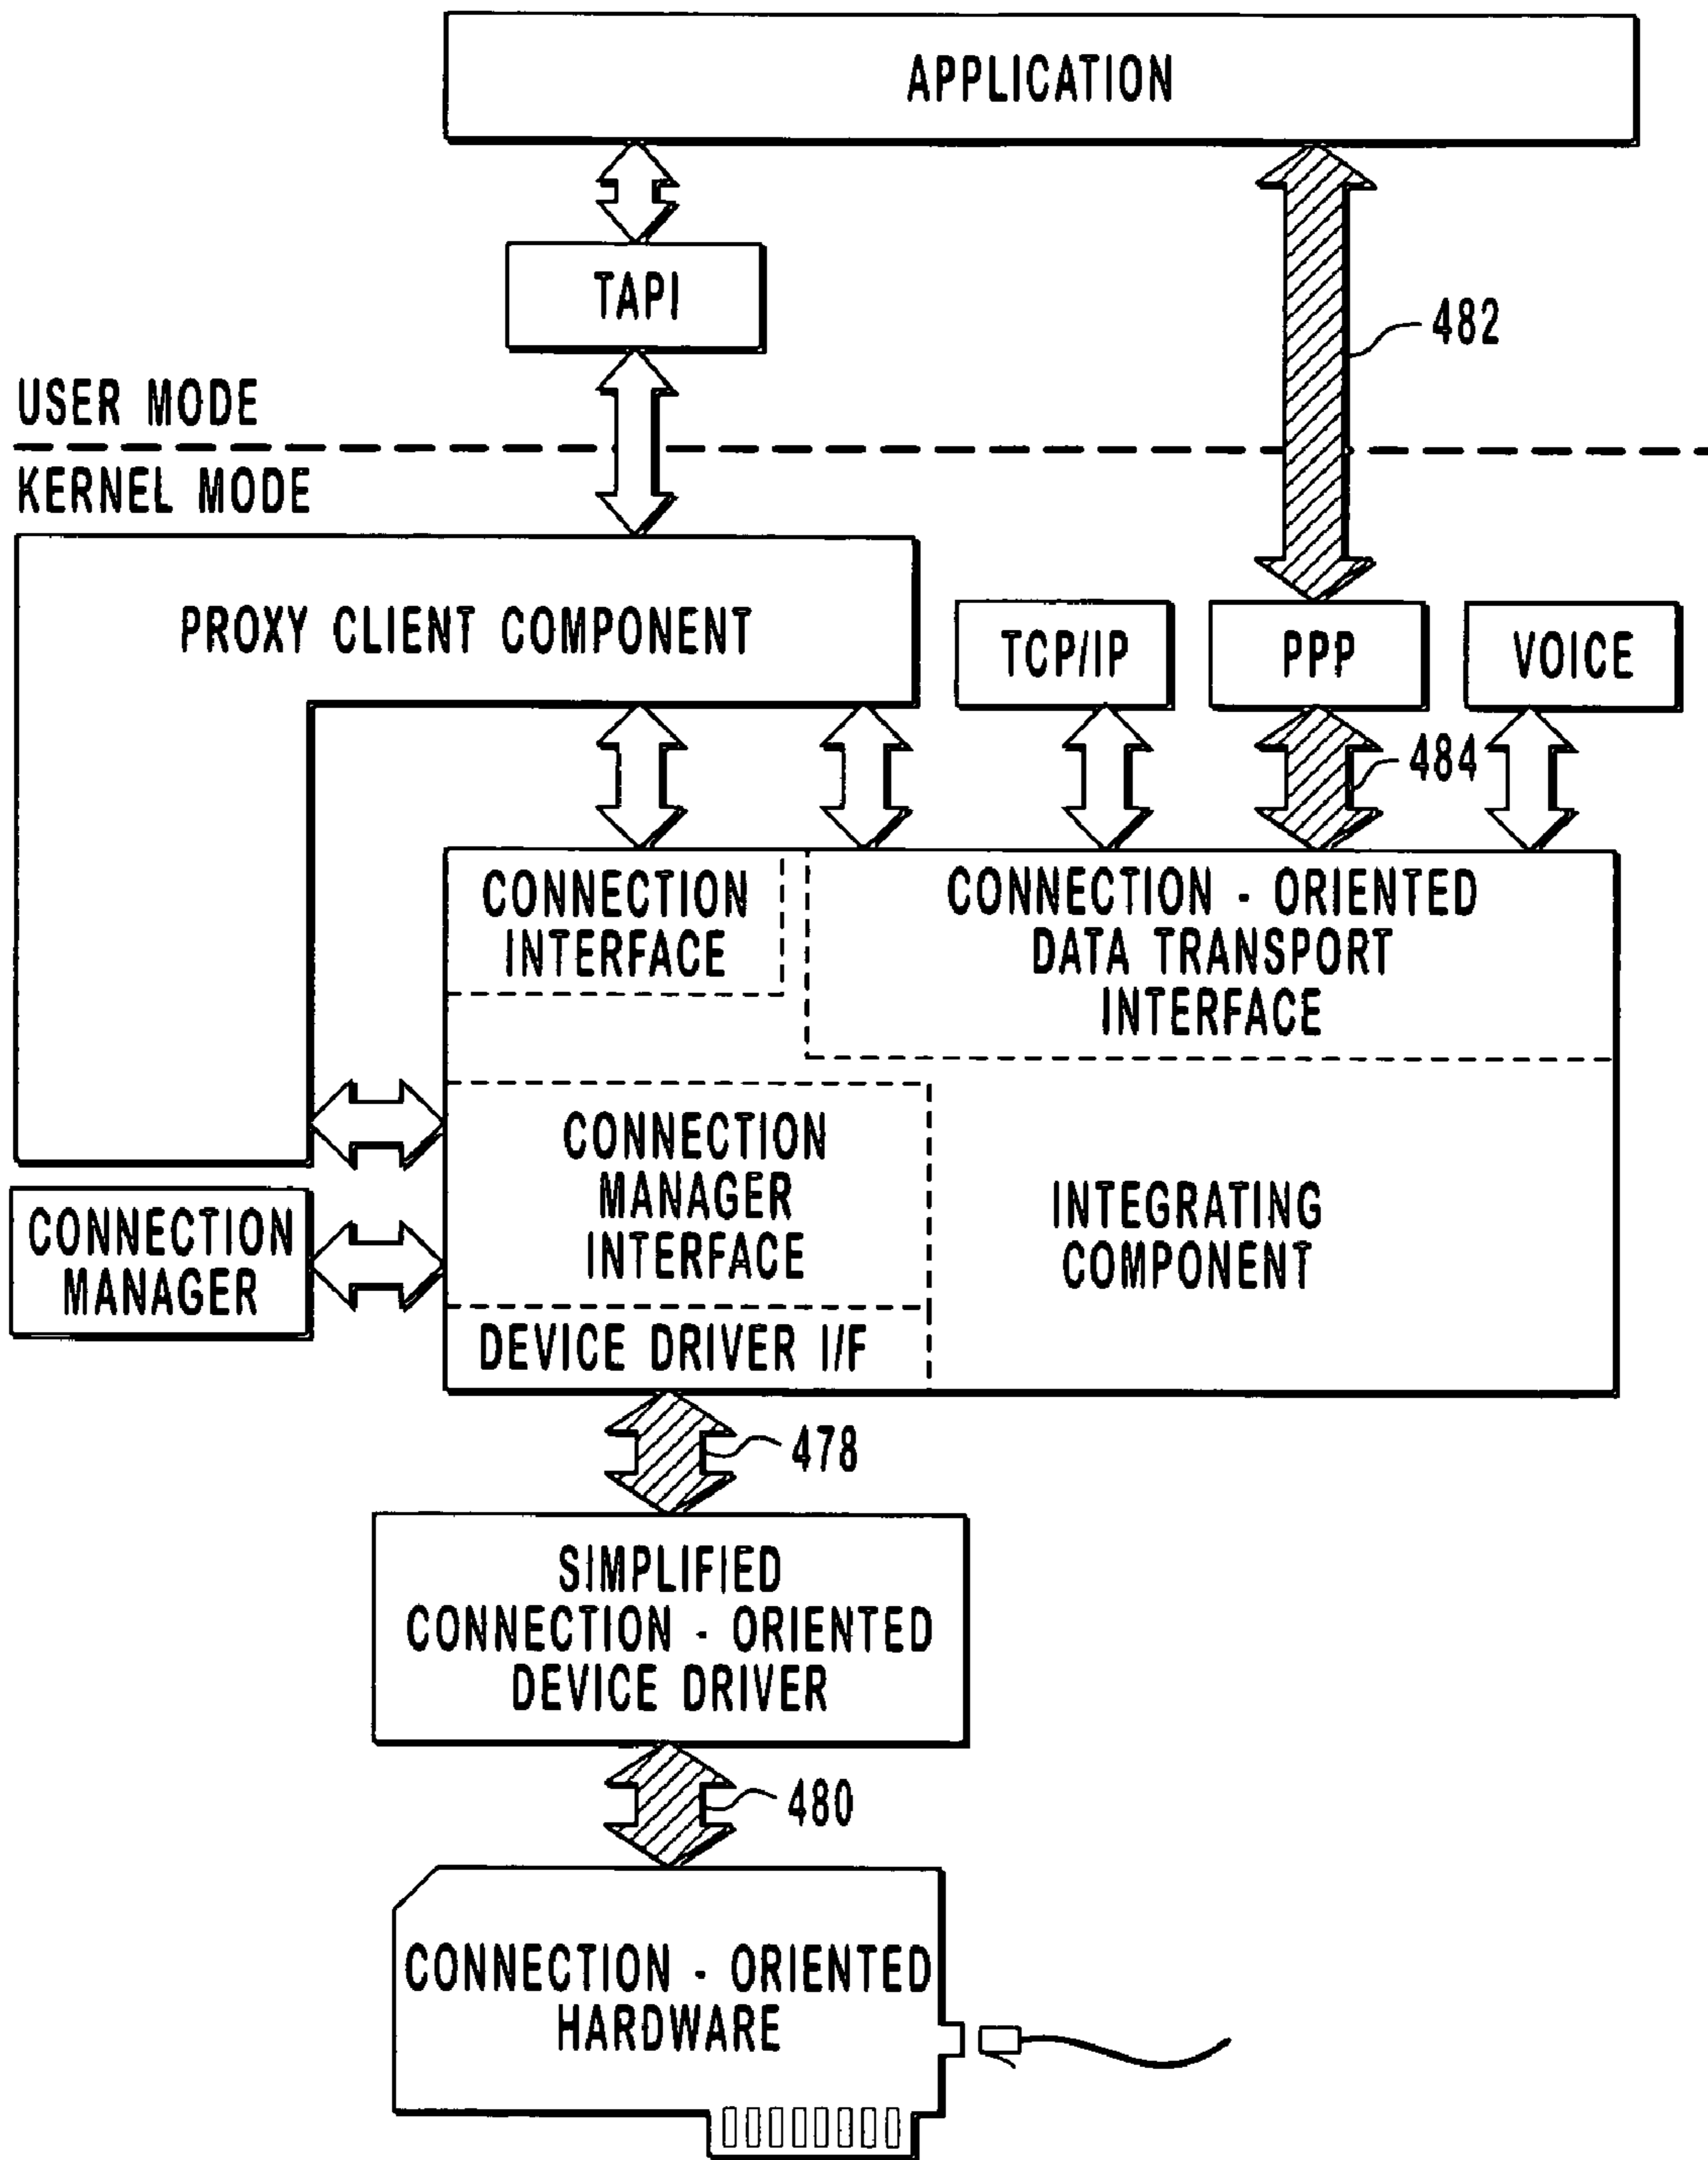 APPLICATION
TAPI
482
USER MODE
KERNEL MODE
PROXY CLIENT COMPONENT
TCP/IP
PPP
VOICE
484
CONNECTION
INTERFACE
CONNECTION - ORIENTED
DATA TRANSPORT
INTERFACE
CONNECTION
MANAGER
INTERFACE
INTEGRATING
COMPONENT
CONNECTION
MANAGER
DEVICE DRIVER I/F
478
SIMPLIFIED
CONNECTION - ORIENTED
DEVICE DRIVER
480
CONNECTION - ORIENTED
HARDWARE